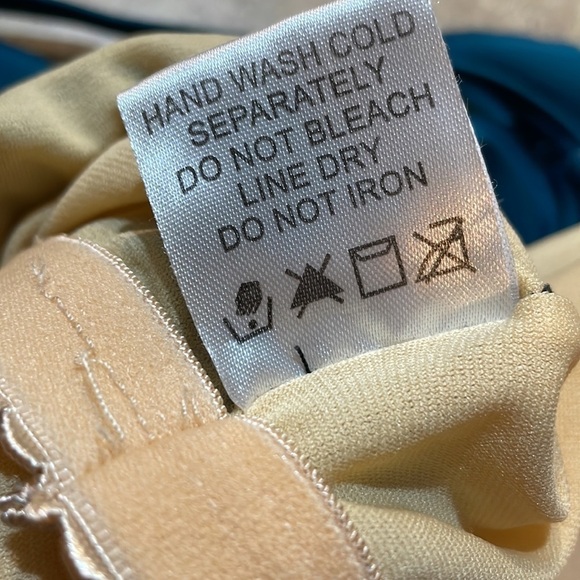 HAND WASH COLD
SEPARATELY
DO NOT BLEACH
LINE DRY
DO NOT IRON